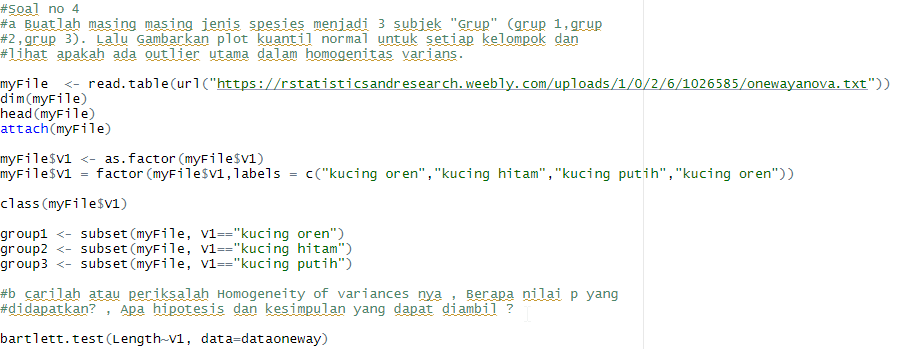 #Soal no 4
#a Buatlah masing masing jenis spesies menjadi 3 subjek "Grup" (grup 1,grup
#2,grup 3). Lalu Gambarkan plot kuantil normal untuk setiap kelompok dan
#lihat apakah ada outlier utama dalam homogenitas varians.
myFile  <- read.table(url("https://rstatisticsandresearch.weebly.com/uploads/1/0/2/6/1026585/onewayanova.txt"))
dim(myFile)
head(myFile)
attach(myFile)
myFile$V1 <- as.factor(myFile$V1)
myFile$V1 = factor(myFile$V1,labels = c("kucing oren","kucing hitam","kucing putih","kucing oren"))
class(myFile$V1)
group1 <- subset(myFile, V1=="kucing oren")
group2 <- subset(myFile, V1=="kucing hitam")
group3 <- subset(myFile, V1=="kucing putih")
#b carilah atau periksalah Homogeneity of variances nya , Berapa nilai p yang
#didapatkan? , Apa hipotesis dan kesimpulan yang dapat diambil ?
bartlett.test(Length~V1, data=dataoneway)